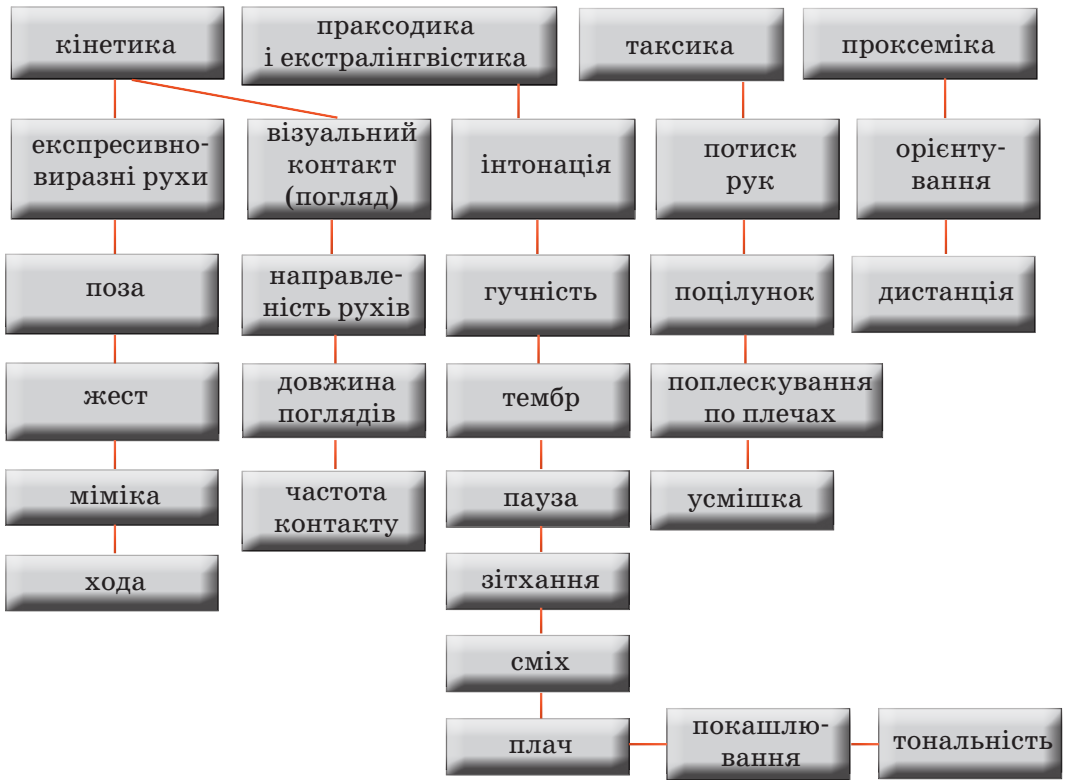 кінетика
праксодика
і екстралінгвістика
таксика
проксеміка
експресивно-
виразні рухи
візуальний
контакт
(погляд)
інтонація
потиск
рук
орієнту-
вання
поза
направле-
ність рухів
гучність
поцілунок
дистанція
жест
довжина
поглядів
тембр
поплескування
по плечах
міміка
частота
контакту
пауза
усмішка
хода
зітхання
сміх
плач
покашлю-
вання
тональність